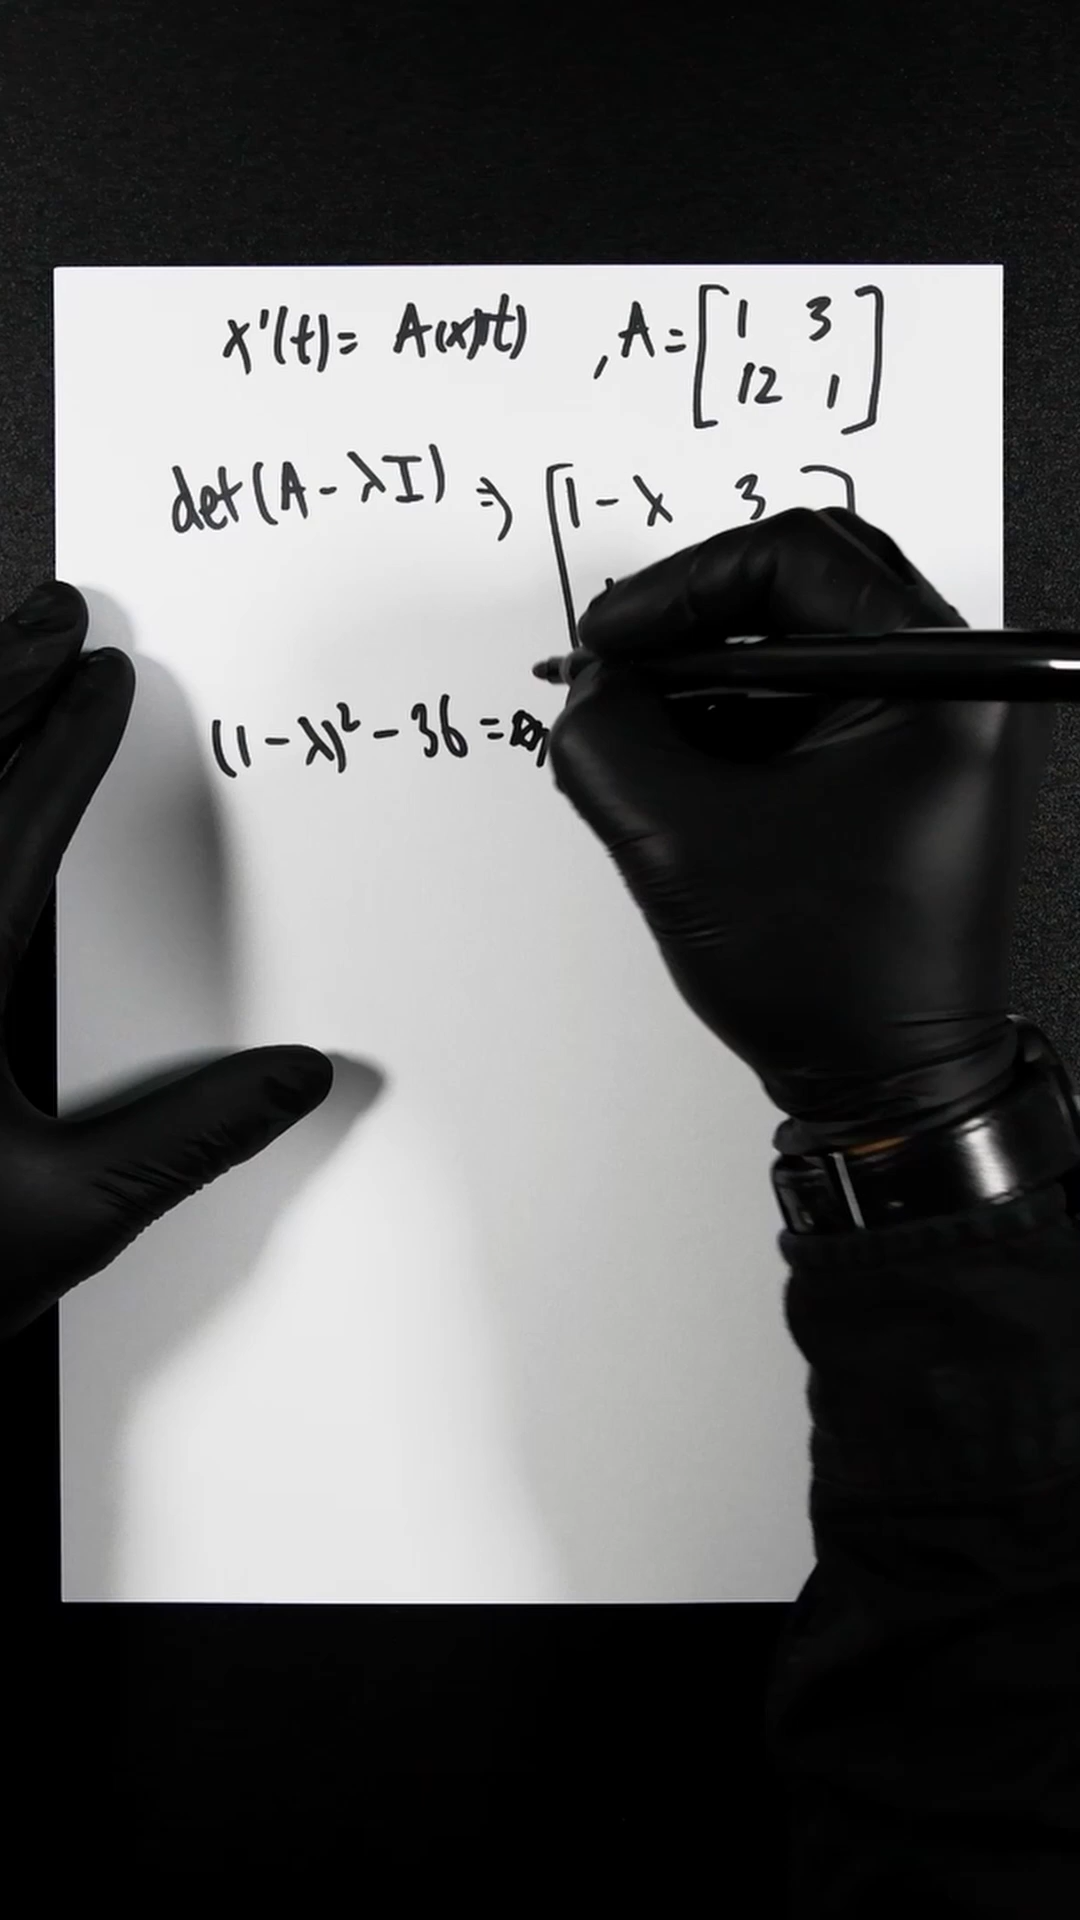 x'(t) = A(x)(t) , A = [1 3
12 1]
det(A - λI) ⇒ [1 - λ 3
(1 - λ)² - 36 =